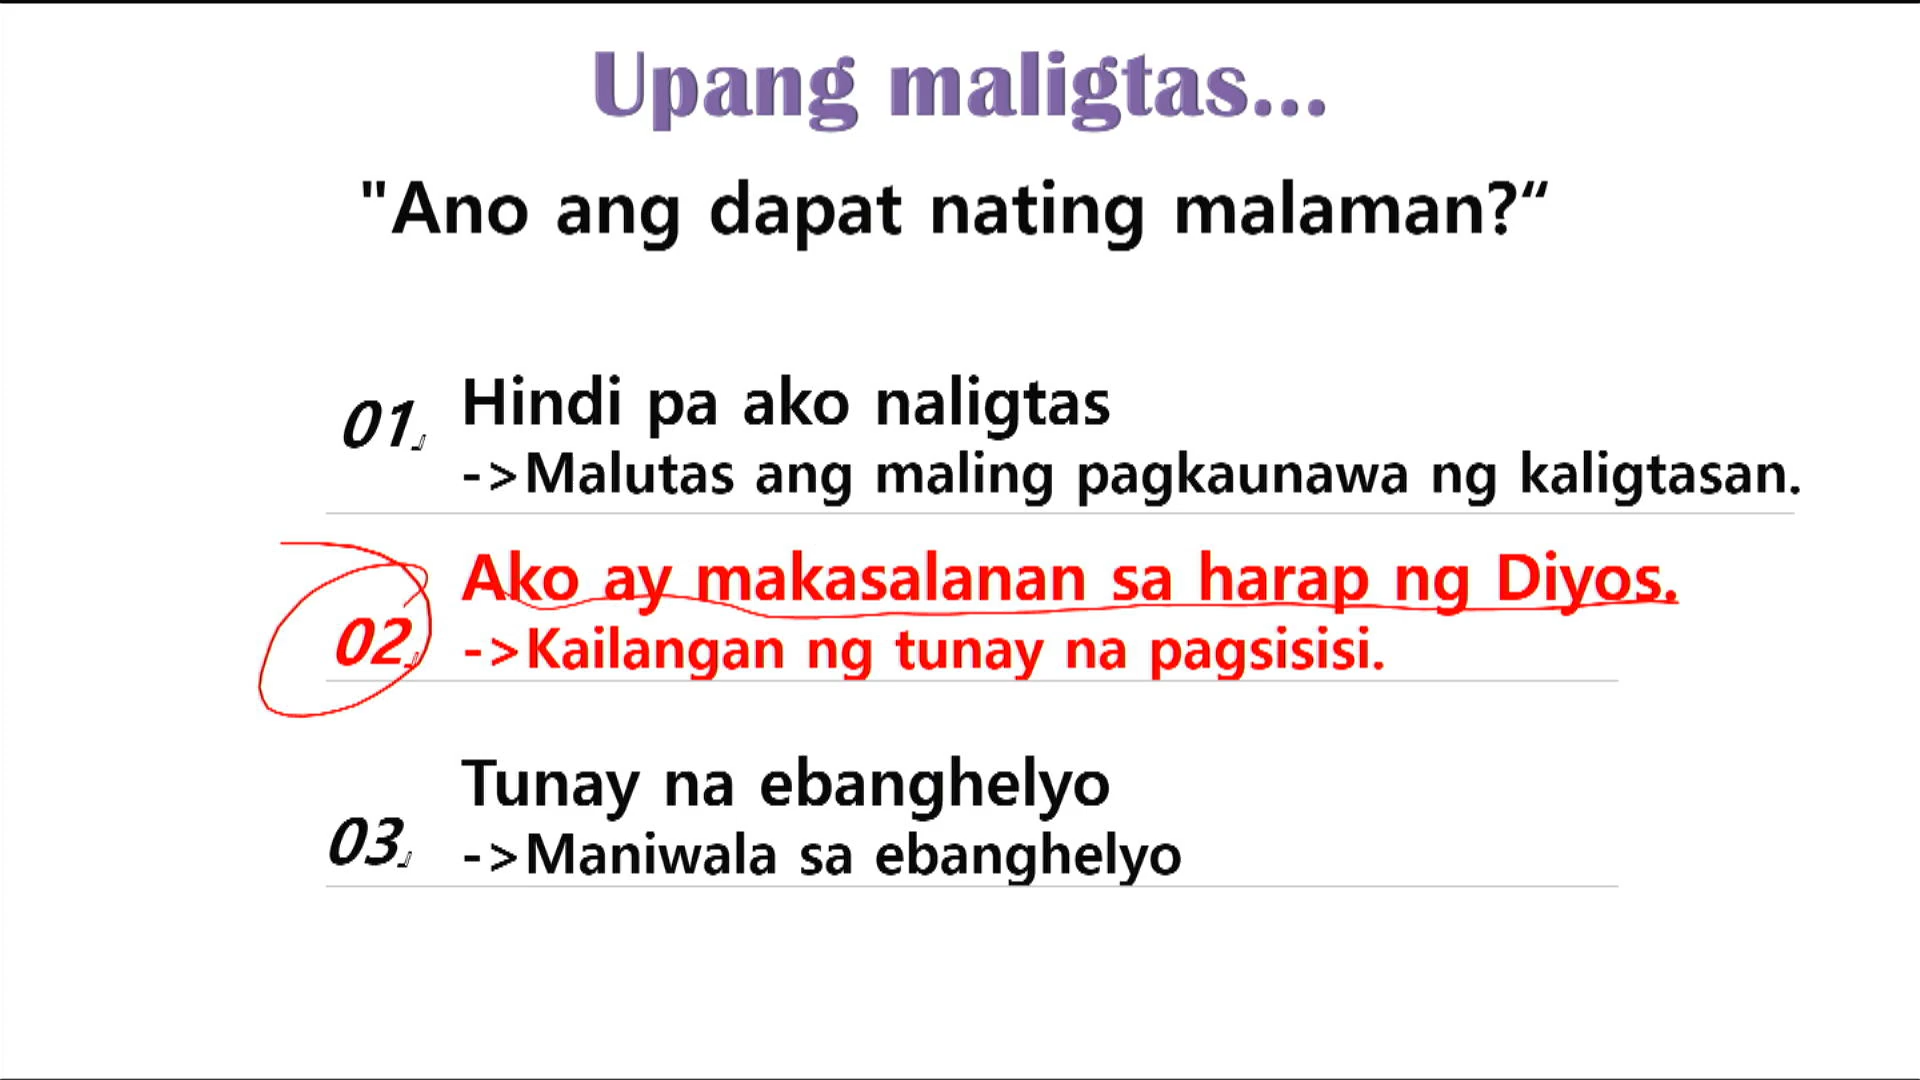 Upang maligtas...
"Ano ang dapat nating malaman?“
01』 Hindi pa ako naligtas
->Malutas ang maling pagkaunawa ng kaligtasan.
02』 Ako ay makasalanan sa harap ng Diyos.
->Kailangan ng tunay na pagsisisi.
03』 Tunay na ebanghelyo
->Maniwala sa ebanghelyo